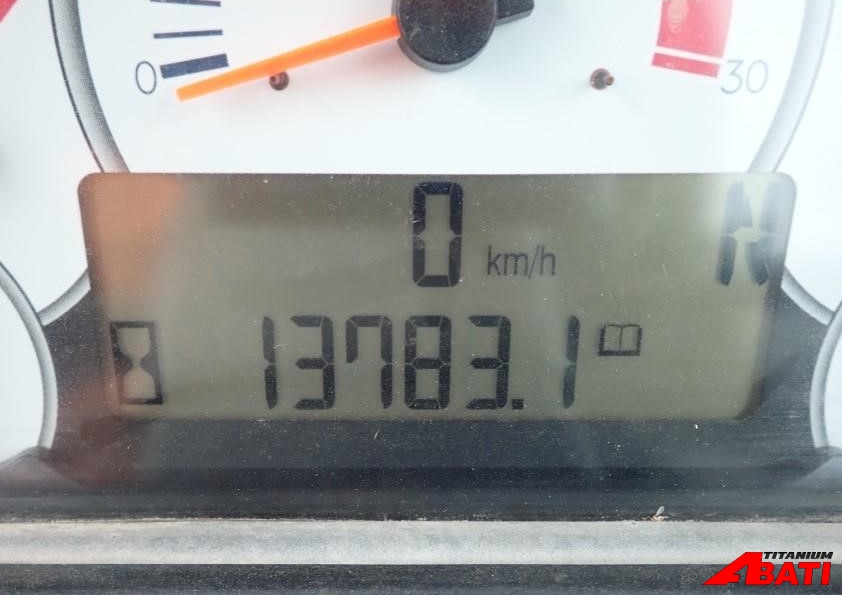 0
30
0 km/h N
13783.1
TITANIUM
ABATI